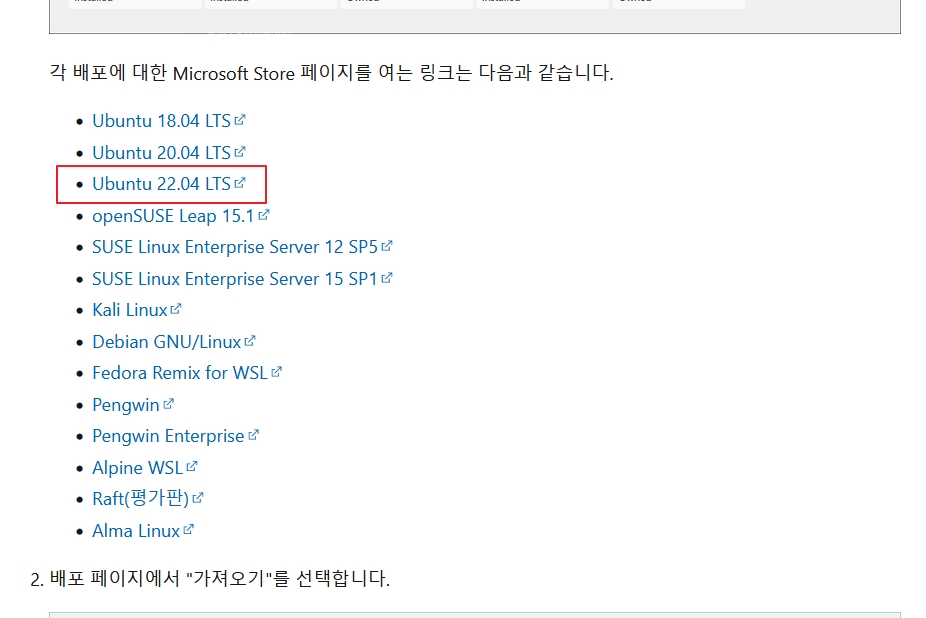 각 배포에 대한 Microsoft Store 페이지를 여는 링크는 다음과 같습니다.
• Ubuntu 18.04 LTS
• Ubuntu 20.04 LTS
• Ubuntu 22.04 LTS
• openSUSE Leap 15.1
• SUSE Linux Enterprise Server 12 SP5
• SUSE Linux Enterprise Server 15 SP1
• Kali Linux
• Debian GNU/Linux
• Fedora Remix for WSL
• Pengwin
• Pengwin Enterprise
• Alpine WSL
• Raft(평가판)
• Alma Linux
2. 배포 페이지에서 "가져오기"를 선택합니다.